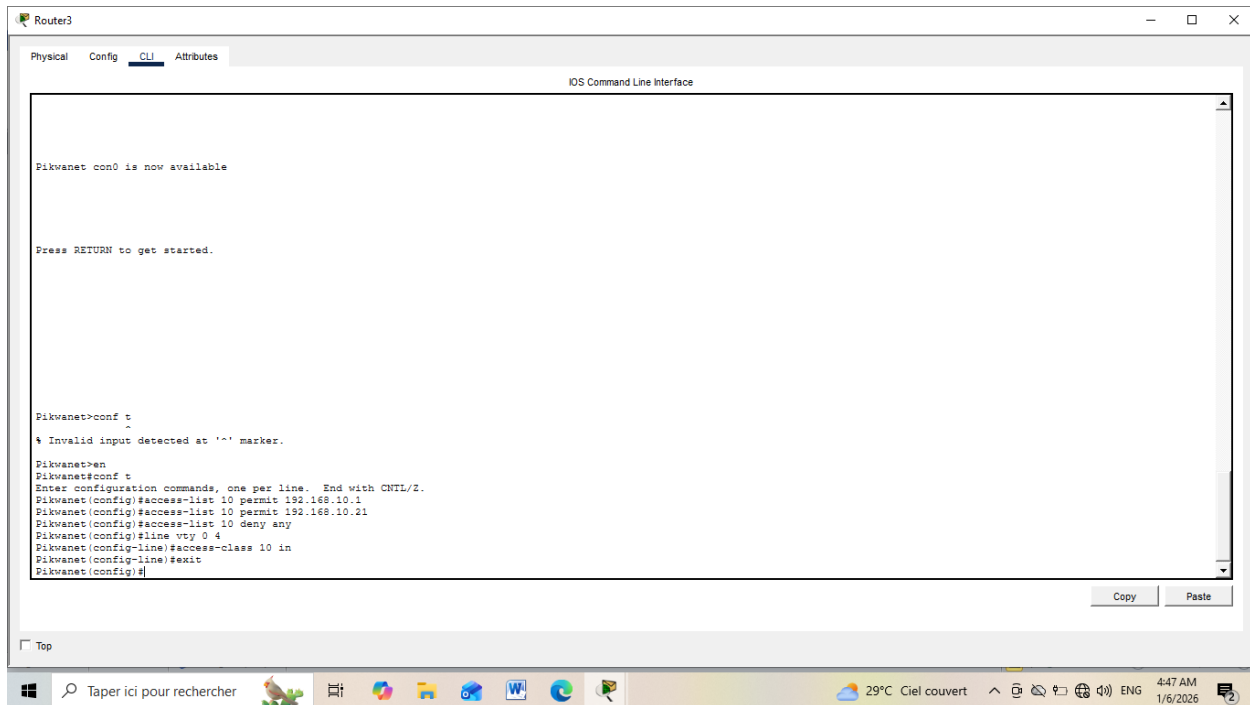 Router3
Physical Config CLI Attributes
IOS Command Line Interface
Pikwanet con0 is now available
Press RETURN to get started.
Pikwanet>conf t
^
% Invalid input detected at '^' marker.
Pikwanet>en
Pikwanet#conf t
Enter configuration commands, one per line.  End with CNTL/Z.
Pikwanet(config)#access-list 10 permit 192.168.10.1
Pikwanet(config)#access-list 10 permit 192.168.10.21
Pikwanet(config)#access-list 10 deny any
Pikwanet(config)#line vty 0 4
Pikwanet(config-line)#access-class 10 in
Pikwanet(config-line)#exit
Pikwanet(config)#
Copy Paste
Top
Taper ici pour rechercher 29°C Ciel couvert ENG 4:47 AM
1/6/2026 2